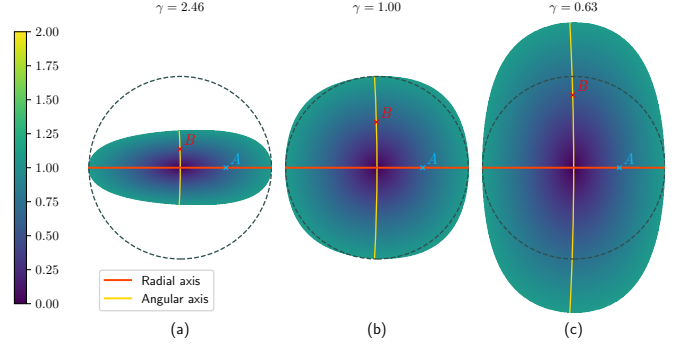 γ = 2.46
γ = 1.00
γ = 0.63
2.00
1.75
1.50
1.25
1.00
0.75
0.50
0.25
0.00
B
A
B
A
B
A
Radial axis
Angular axis
(a)
(b)
(c)